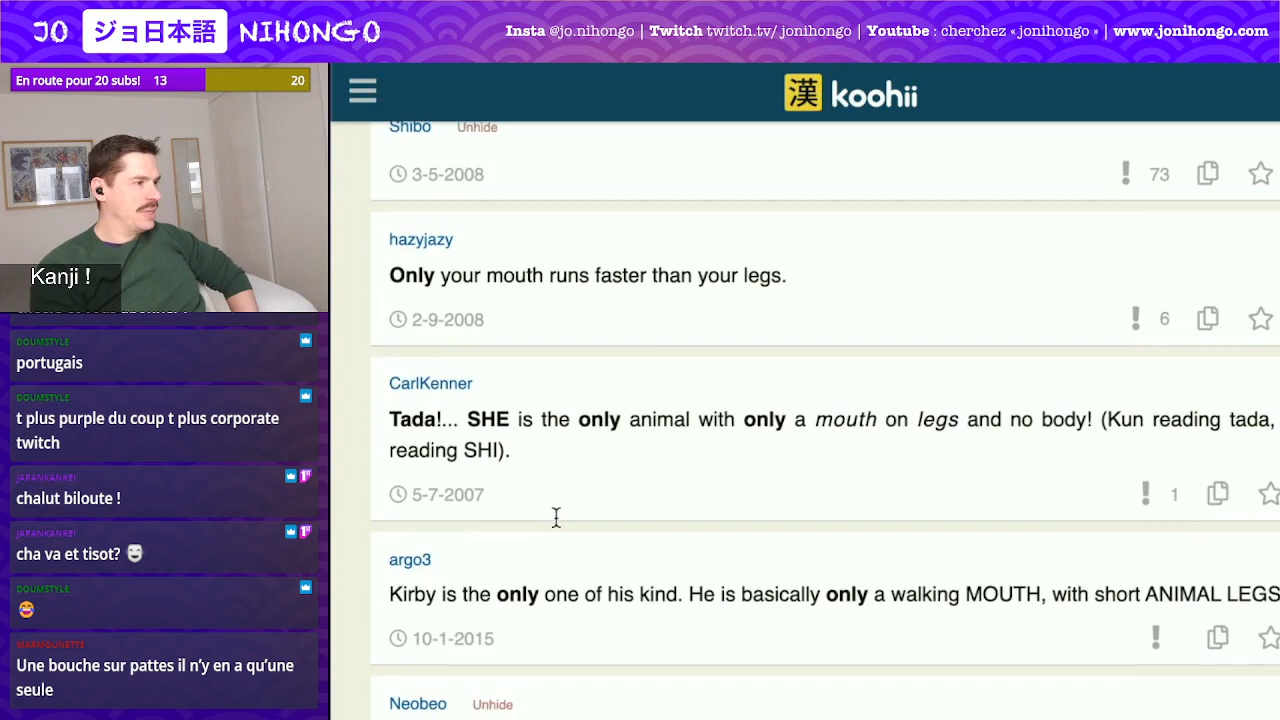 JO ジョ日本語 NIHONGO
Insta @jo.nihongo | Twitch twitch.tv/ jonihongo | Youtube : cherchez « jonihongo » | www.jonihongo.com
En route pour 20 subs! 13 20
Kanji !
DOUMSTYLE
portugais
DOUMSTYLE
t plus purple du coup t plus corporate
twitch
JAPANKANKEI
chalut biloute !
JAPANKANKEI
cha va et tisot?
DOUMSTYLE
MARMOUNETTE
Une bouche sur pattes il n’y en a qu’une
seule
漢 koohii
Shibo Unhide
3-5-2008 73
hazyjazy
Only your mouth runs faster than your legs.
2-9-2008 6
CarlKenner
Tada!... SHE is the only animal with only a mouth on legs and no body! (Kun reading tada,
reading SHI).
5-7-2007 1
argo3
Kirby is the only one of his kind. He is basically only a walking MOUTH, with short ANIMAL LEGS
10-1-2015
Neobeo Unhide